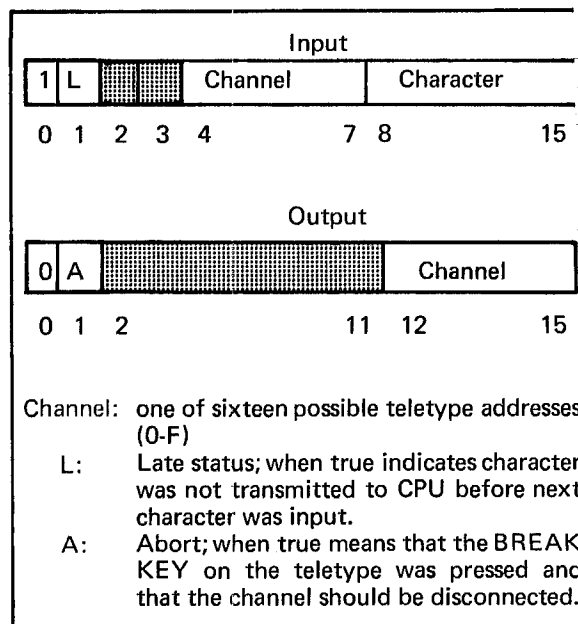 Input
1 L Channel Character
0 1 2 3 4 7 8 15
Output
0 A Channel
0 1 2 11 12 15
Channel: one of sixteen possible teletype addresses
(0-F)
L: Late status; when true indicates character
was not transmitted to CPU before next
character was input.
A: Abort; when true means that the BREAK
KEY on the teletype was pressed and
that the channel should be disconnected.